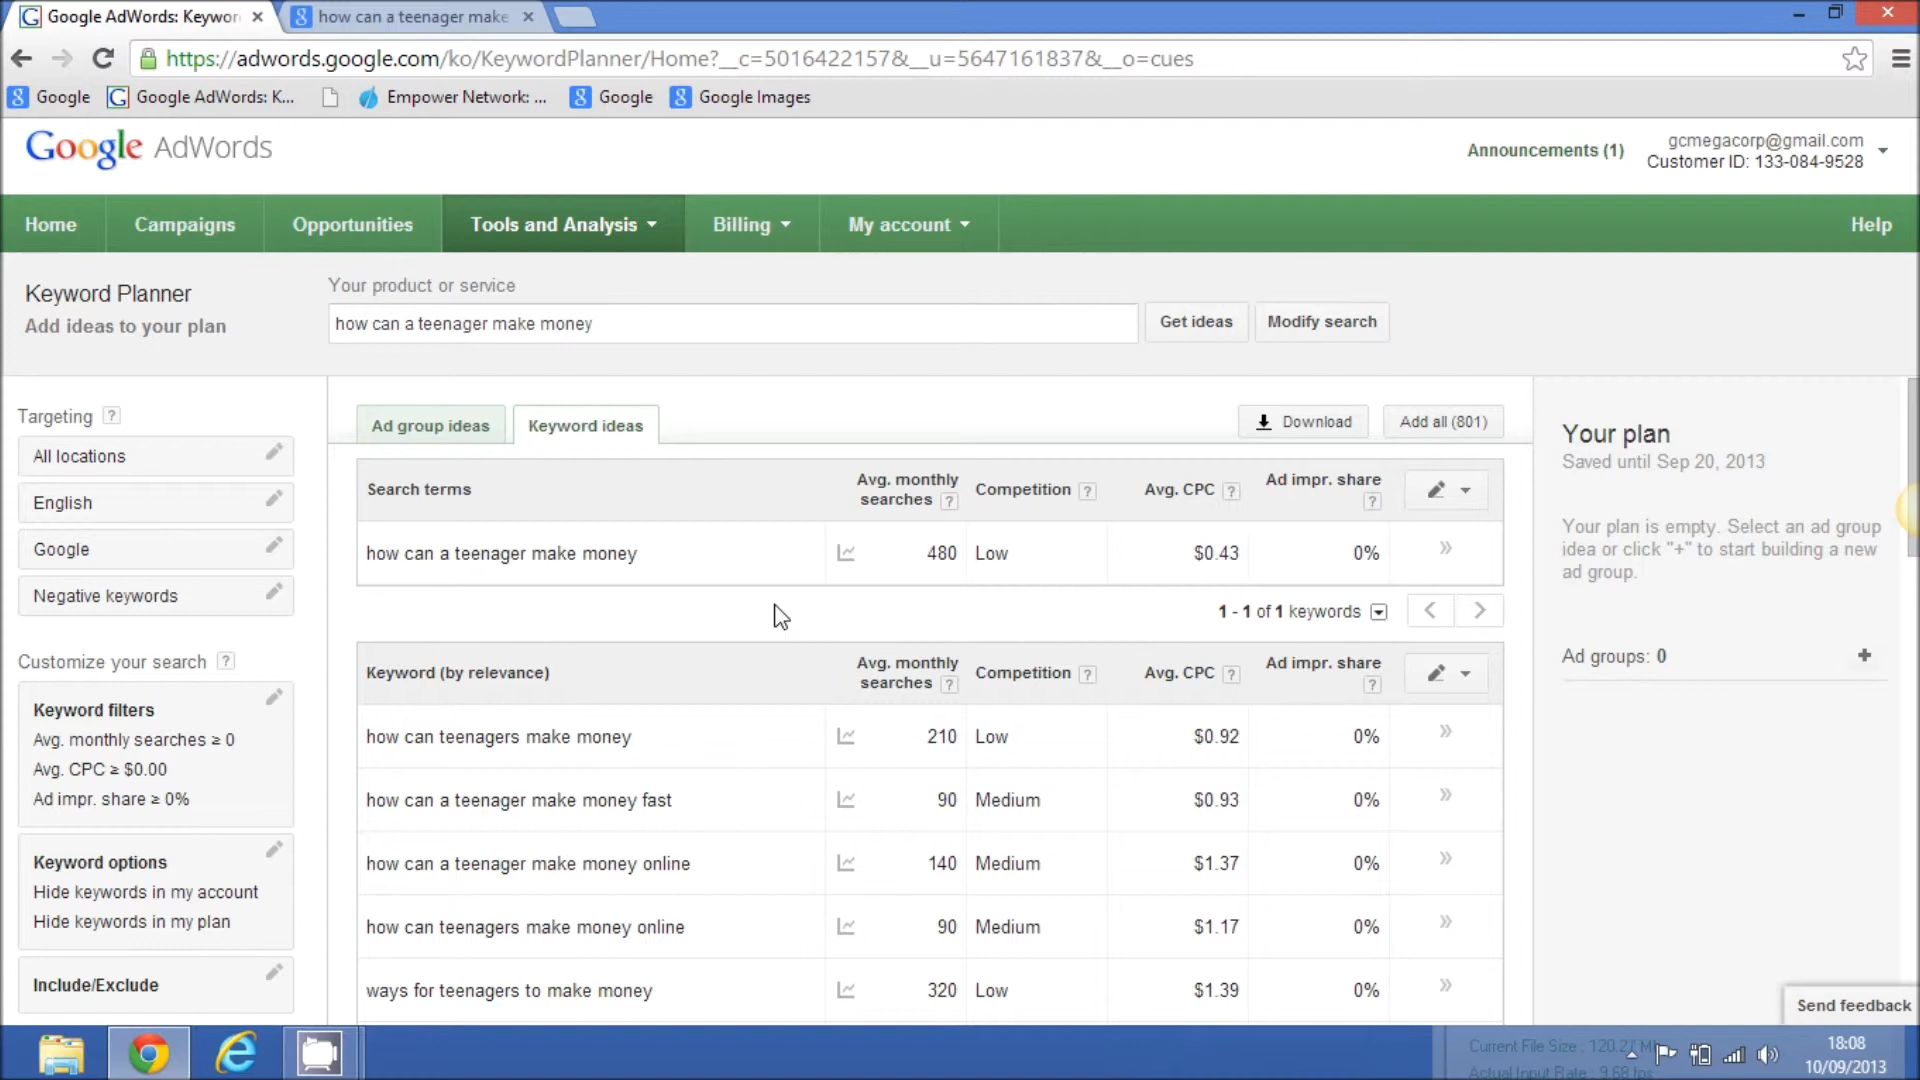 Google AdWords: Keywor
how can a teenager make
https://adwords.google.com/ko/KeywordPlanner/Home?__c=5016422157&__u=5647161837&__o=cues
Google
Google AdWords: K...
Empower Network: ...
Google
Google Images
Google AdWords
Announcements (1)
gcmegacorp@gmail.com
Customer ID: 133-084-9528
Home Campaigns Opportunities Tools and Analysis Billing My account Help
Keyword Planner
Add ideas to your plan
Your product or service
how can a teenager make money
Get ideas
Modify search
Targeting ?
All locations
English
Google
Negative keywords
Customize your search ?
Keyword filters
Avg. monthly searches ≥ 0
Avg. CPC ≥ $0.00
Ad impr. share ≥ 0%
Keyword options
Hide keywords in my account
Hide keywords in my plan
Include/Exclude
Ad group ideas
Keyword ideas
Download
Add all (801)
Search terms
Avg. monthly
searches ?
Competition ?
Avg. CPC ?
Ad impr. share
?
how can a teenager make money 480 Low $0.43 0% »
1 - 1 of 1 keywords
Keyword (by relevance)
Avg. monthly
searches ?
Competition ?
Avg. CPC ?
Ad impr. share
?
how can teenagers make money 210 Low $0.92 0% »
how can a teenager make money fast 90 Medium $0.93 0% »
how can a teenager make money online 140 Medium $1.37 0% »
how can teenagers make money online 90 Medium $1.17 0% »
ways for teenagers to make money 320 Low $1.39 0% »
Your plan
Saved until Sep 20, 2013
Your plan is empty. Select an ad group
idea or click "+" to start building a new
ad group.
Ad groups: 0 +
Send feedback
Current File Size : 120.21 M
Actual Input Rate : 9.68 fps
18:08
10/09/2013